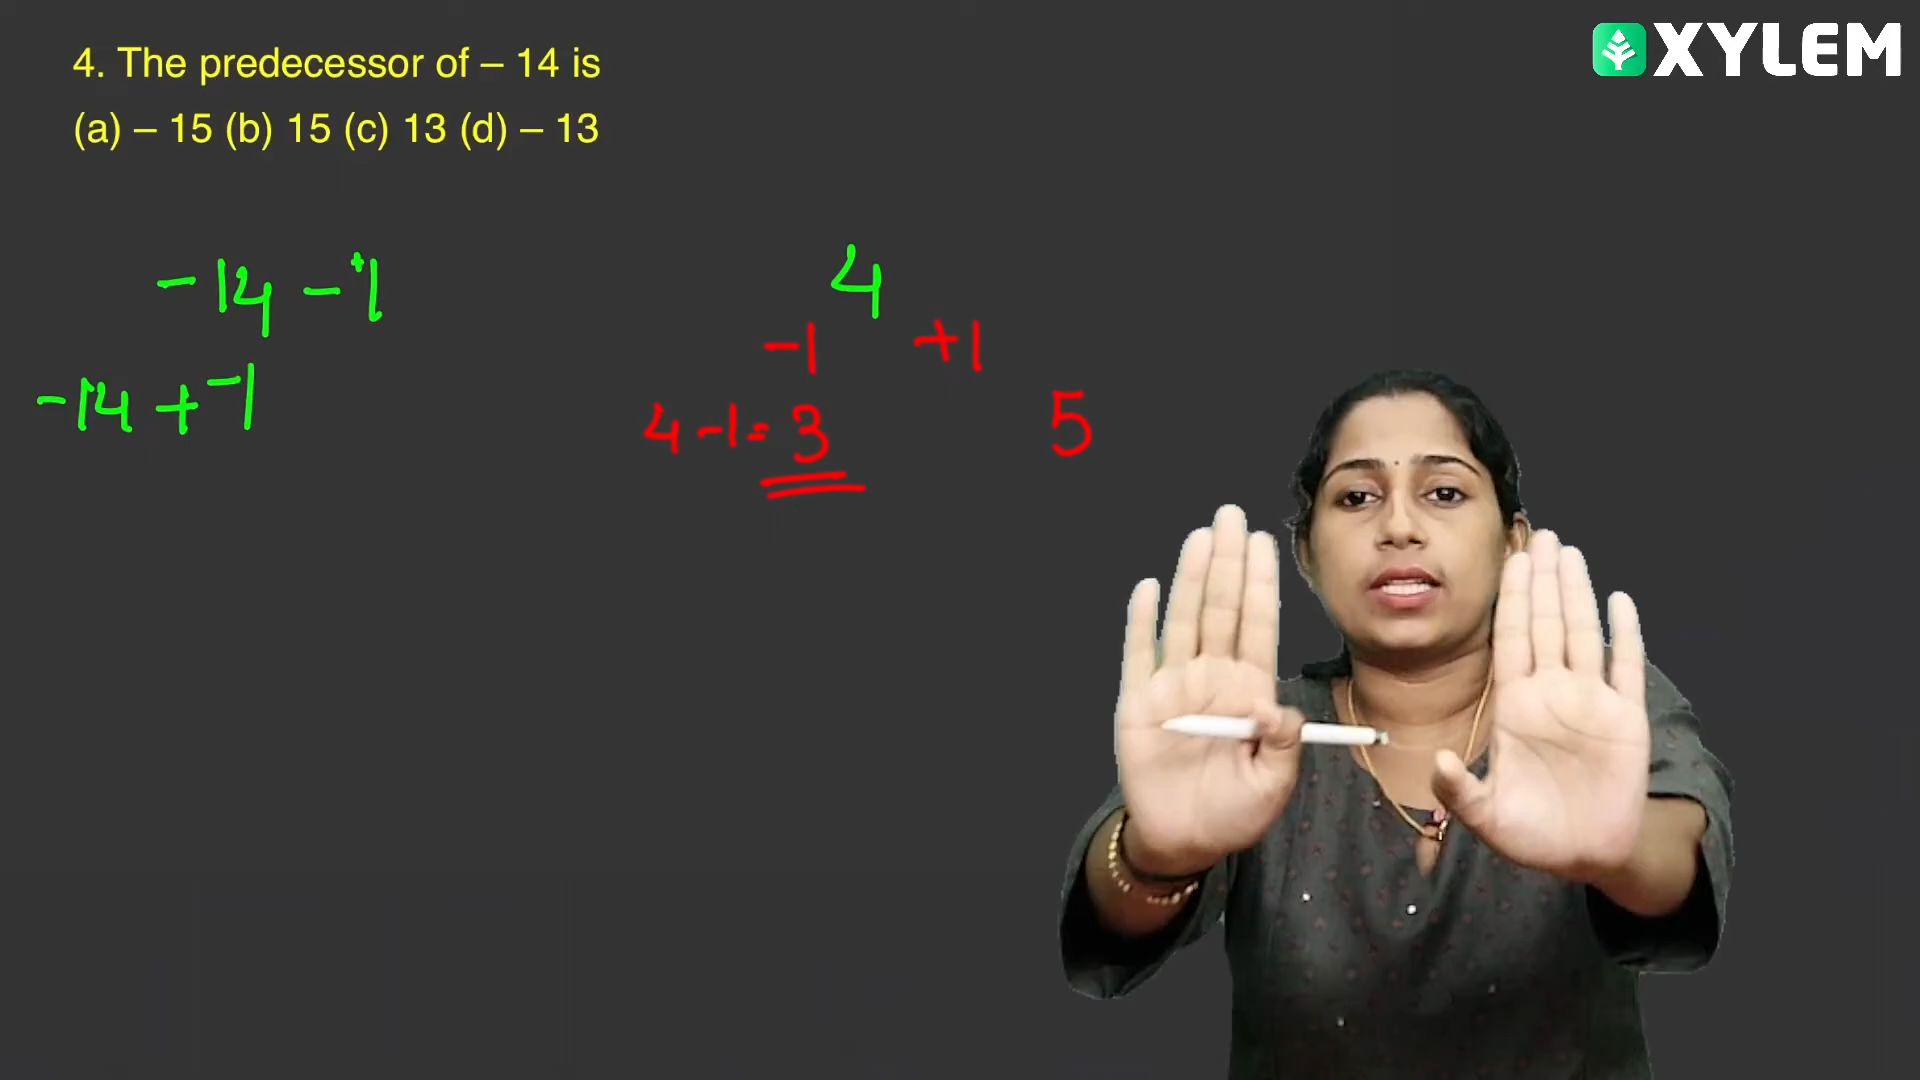 XYLEM
4. The predecessor of – 14 is
(a) – 15 (b) 15 (c) 13 (d) – 13
-14 - +1
-14 + -1
4
-1 +1
4 -1 = 3
5